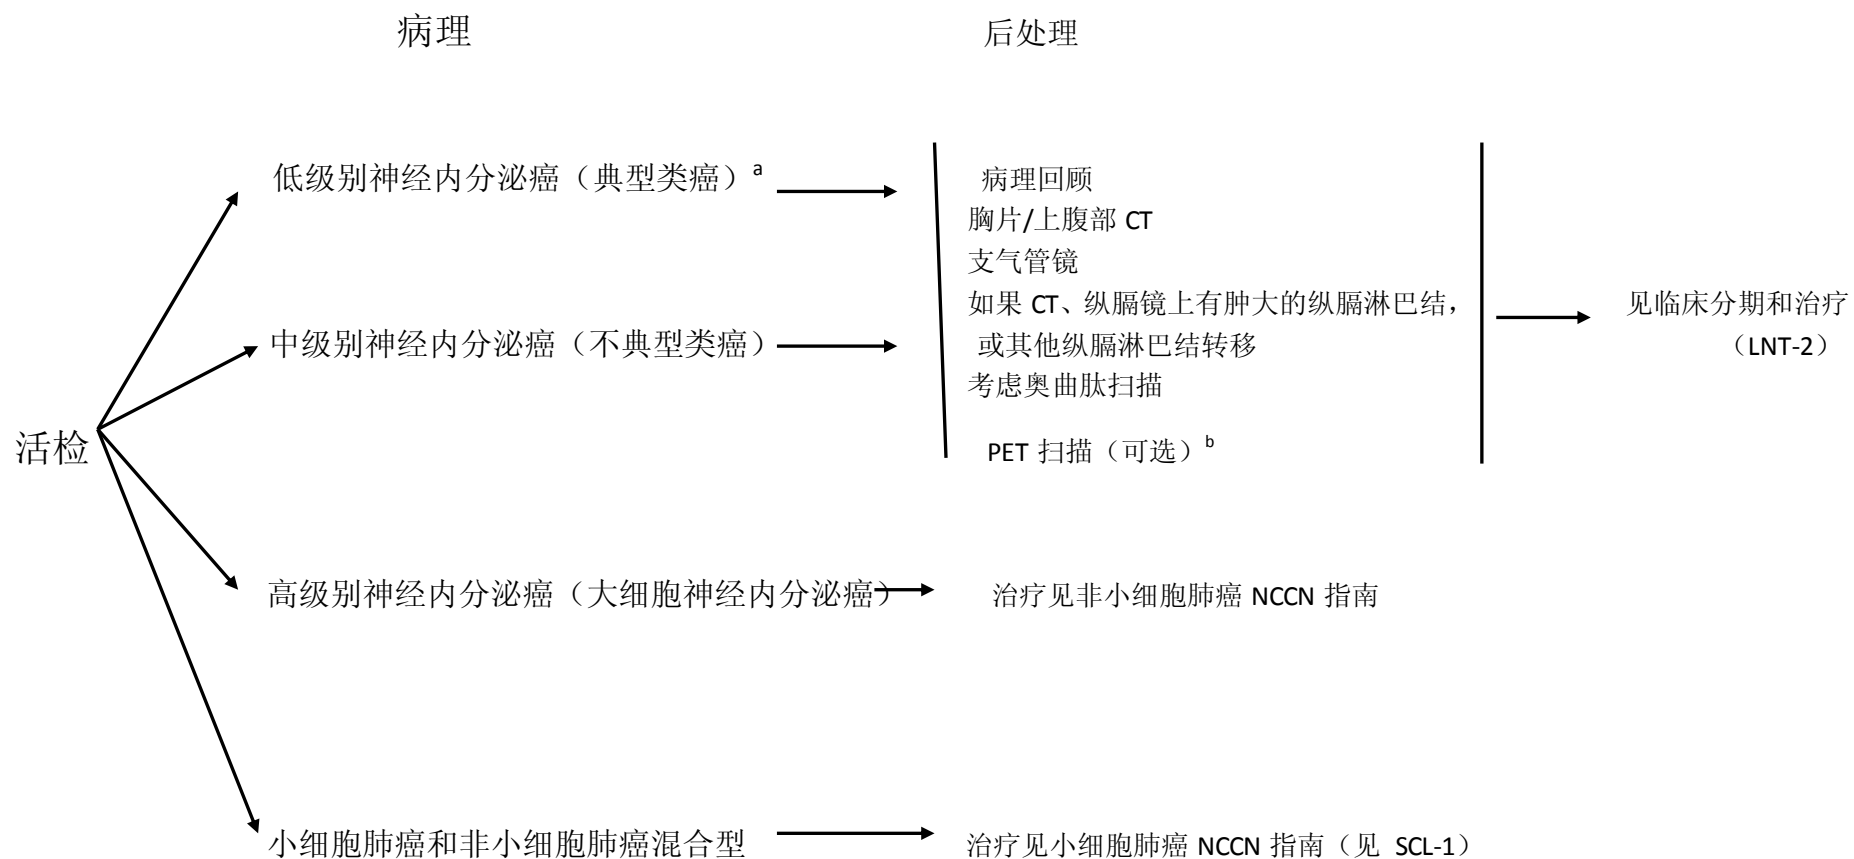 病理
后处理
低级别神经内分泌癌（典型类癌）a
病理回顾
胸片/上腹部 CT
支气管镜
如果 CT、纵膈镜上有肿大的纵膈淋巴结，
或其他纵膈淋巴结转移
考虑奥曲肽扫描
PET 扫描（可选）b
见临床分期和治疗
（LNT-2）
中级别神经内分泌癌（不典型类癌）
活检
高级别神经内分泌癌（大细胞神经内分泌癌）
治疗见非小细胞肺癌 NCCN 指南
小细胞肺癌和非小细胞肺癌混合型
治疗见小细胞肺癌 NCCN 指南（见 SCL-1）